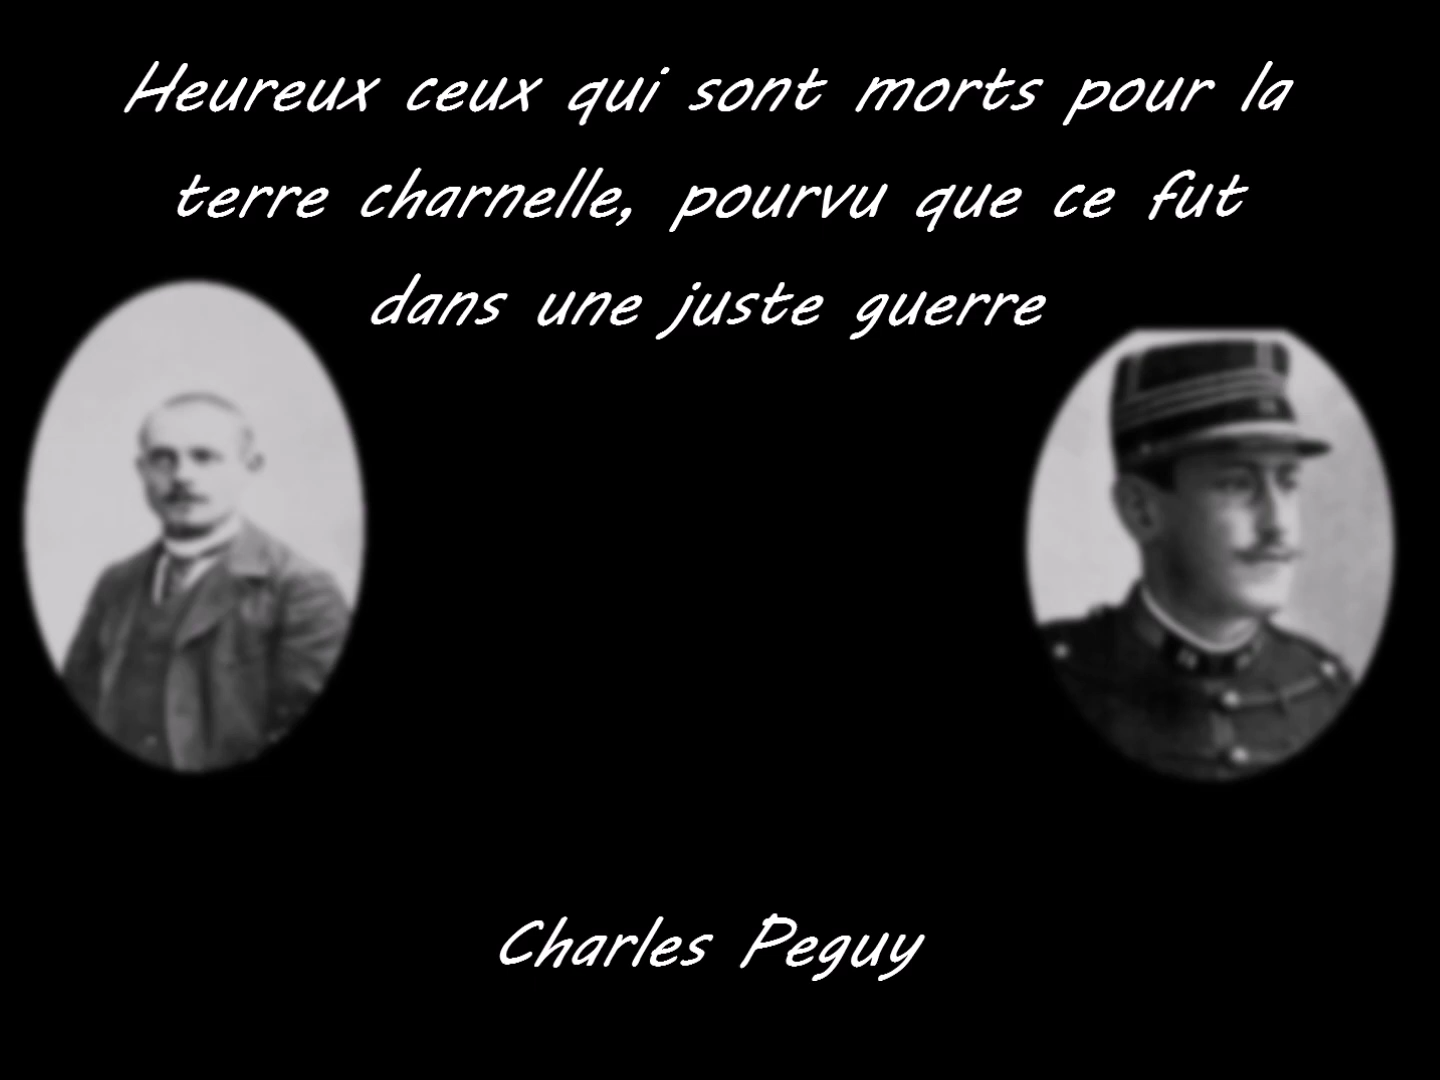 Heureux ceux qui sont morts pour la
terre charnelle, pourvu que ce fut
dans une juste guerre
Charles Peguy